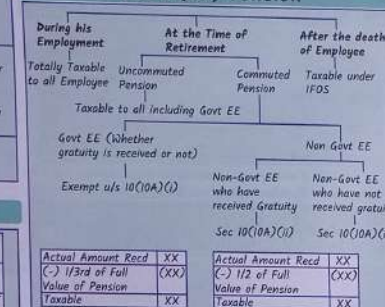 During his
Employment
At the Time of
Retirement
After the death
of Employee
Totally Taxable
to all Employee
Uncommuted
Pension
Commuted
Pension
Taxable under
IFOS
Taxable to all including Govt EE
Govt EE (Whether
gratuity is received or not)
Non Govt EE
Exempt u/s 10(10A)(i)
Non-Govt EE
who have
received Gratuity
Non-Govt EE
who have not
received
Sec 10(10A)(ii)
Sec 10(10A)
Actual Amount Recd XX
(-) 1/3rd of Full (XX)
Value of Pension
Taxable XX
Actual Amount Recd XX
(-) 1/2 of Full (XX)
Value of Pension
Taxable XX